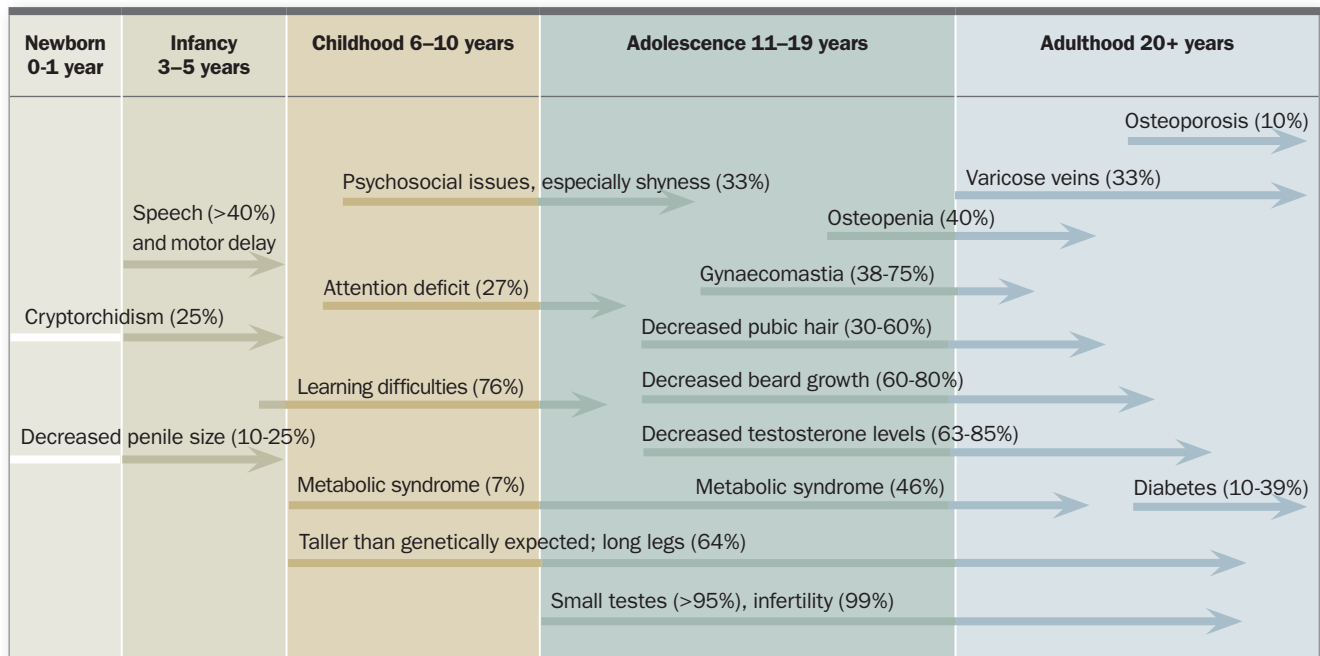 Newborn
0-1 year
Infancy
3–5 years
Childhood 6–10 years
Adolescence 11–19 years
Adulthood 20+ years
Osteoporosis (10%)
Psychosocial issues, especially shyness (33%)
Varicose veins (33%)
Speech (>40%)
and motor delay
Osteopenia (40%)
Attention deficit (27%)
Gynaecomastia (38-75%)
Cryptorchidism (25%)
Decreased pubic hair (30-60%)
Learning difficulties (76%)
Decreased beard growth (60-80%)
Decreased penile size (10-25%)
Decreased testosterone levels (63-85%)
Metabolic syndrome (7%)
Metabolic syndrome (46%)
Diabetes (10-39%)
Taller than genetically expected; long legs (64%)
Small testes (>95%), infertility (99%)